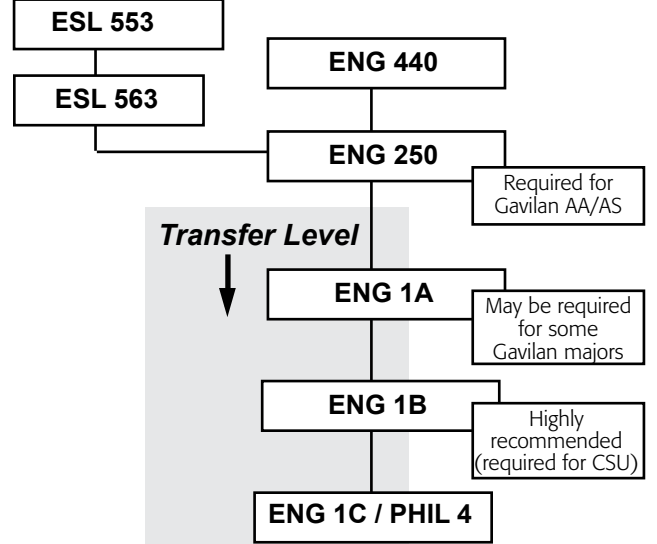 ESL 553
ENG 440
ESL 563
ENG 250
Required for
Gavilan AA/AS
Transfer Level
ENG 1A
May be required
for some
Gavilan majors
ENG 1B
Highly
recommended
(required for CSU)
ENG 1C / PHIL 4